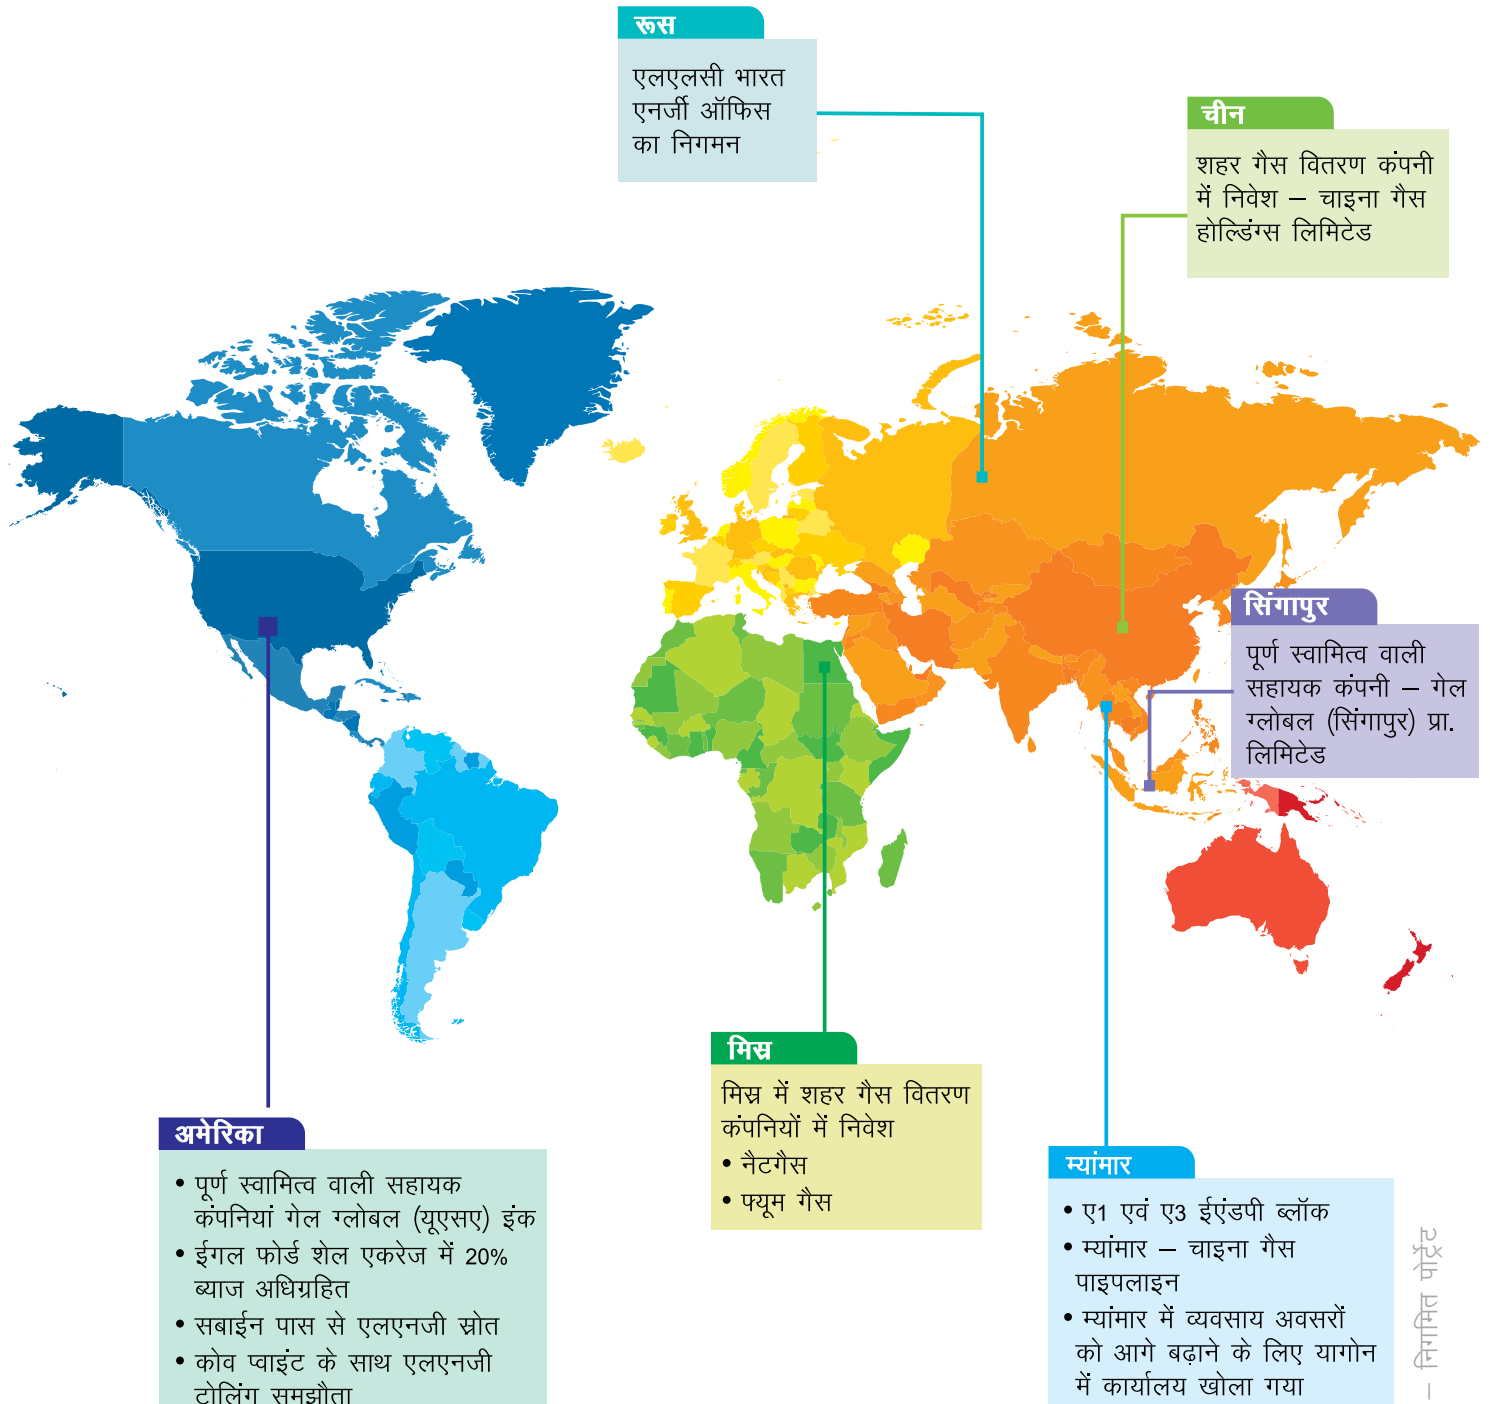 रूस
एलएलसी भारत
एनर्जी ऑफिस
का निगमन
चीन
शहर गैस वितरण कंपनी
में निवेश – चाइना गैस
होल्डिंग्स लिमिटेड
सिंगापुर
पूर्ण स्वामित्व वाली
सहायक कंपनी – गेल
ग्लोबल (सिंगापुर) प्रा.
लिमिटेड
मिस्र
मिस्र में शहर गैस वितरण
कंपनियों में निवेश
• नैटगैस
• फ्यूम गैस
अमेरिका
• पूर्ण स्वामित्व वाली सहायक
कंपनियां गेल ग्लोबल (यूएसए) इंक
• ईगल फोर्ड शेल एकरेज में 20%
ब्याज अधिग्रहित
• सबाईन पास से एलएनजी स्रोत
• कोव प्वाइंट के साथ एलएनजी
टोलिंग समझौता
म्यांमार
• ए1 एवं ए3 ईएंडपी ब्लॉक
• म्यांमार – चाइना गैस
पाइपलाइन
• म्यांमार में व्यवसाय अवसरों
को आगे बढ़ाने के लिए यागोन
में कार्यालय खोला गया
– निगमित पोर्ट्रेट